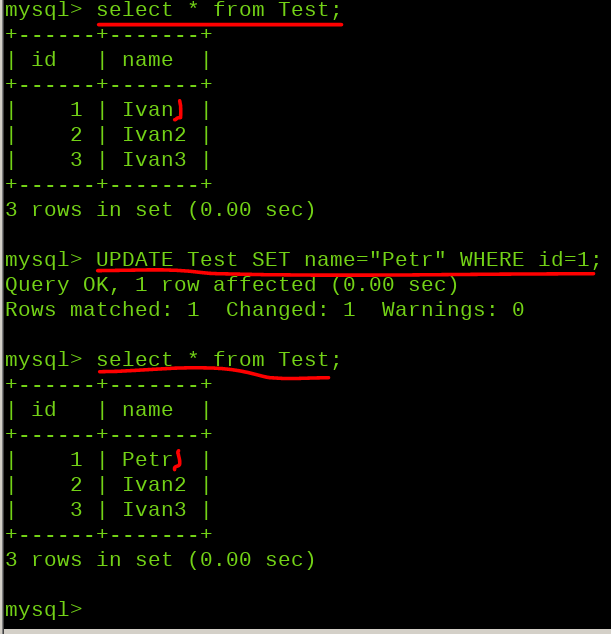 mysql> select * from Test;
+------+-------+
| id   | name  |
+------+-------+
|    1 | Ivan  |
|    2 | Ivan2 |
|    3 | Ivan3 |
+------+-------+
3 rows in set (0.00 sec)
mysql> UPDATE Test SET name="Petr" WHERE id=1;
Query OK, 1 row affected (0.00 sec)
Rows matched: 1  Changed: 1  Warnings: 0
mysql> select * from Test;
+------+-------+
| id   | name  |
+------+-------+
|    1 | Petr  |
|    2 | Ivan2 |
|    3 | Ivan3 |
+------+-------+
3 rows in set (0.00 sec)
mysql>